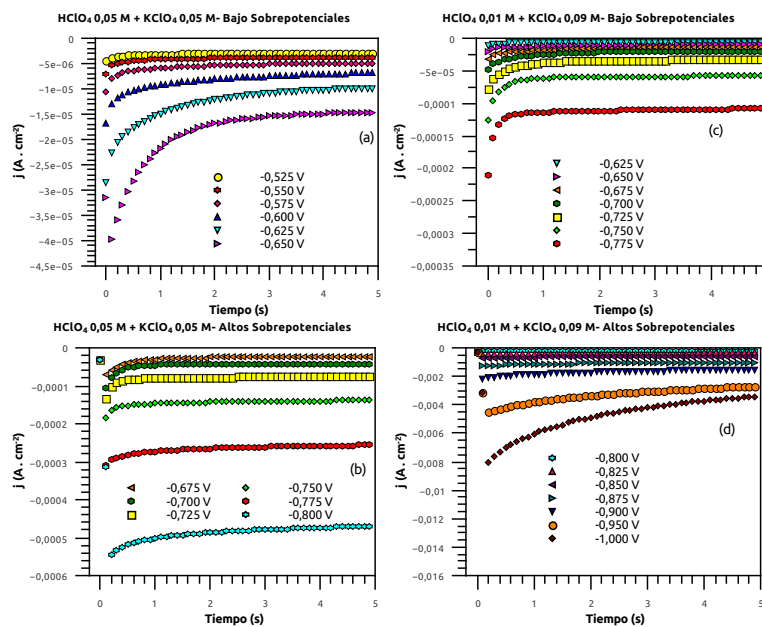 HClO₄ 0,05 M + KClO₄ 0,05 M- Bajo Sobrepotenciales
j (A . cm⁻²)
0
−5e−06
−1e−05
−1,5e−05
−2e−05
−2,5e−05
−3e−05
−3,5e−05
−4e−05
−4,5e−05
(a)
-0,525 V
-0,550 V
-0,575 V
-0,600 V
-0,625 V
-0,650 V
0 1 2 3 4 5
Tiempo (s)
HClO₄ 0,01 M + KClO₄ 0,09 M- Bajo Sobrepotenciales
j (A . cm⁻²)
0
−5e−05
−0,0001
−0,00015
−0,0002
−0,00025
−0,0003
−0,00035
(c)
-0,625 V
-0,650 V
-0,675 V
-0,700 V
-0,725 V
-0,750 V
-0,775 V
0 2 4
Tiempo (s)
HClO₄ 0,05 M + KClO₄ 0,05 M- Altos Sobrepotenciales
j (A . cm⁻²)
0
−0,0001
−0,0002
−0,0003
−0,0004
−0,0005
−0,0006
(b)
-0,675 V -0,750 V
-0,700 V -0,775 V
-0,725 V -0,800 V
0 1 2 3 4 5
Tiempo (s)
HClO₄ 0,01 M + KClO₄ 0,09 M- Altos Sobrepotenciales
j (A . cm⁻²)
0
−0,002
−0,004
−0,006
−0,008
−0,01
−0,012
−0,014
−0,016
(d)
-0,800 V
-0,825 V
-0,850 V
-0,875 V
-0,900 V
-0,950 V
-1,000 V
0 1 2 3 4 5
Tiempo (s)